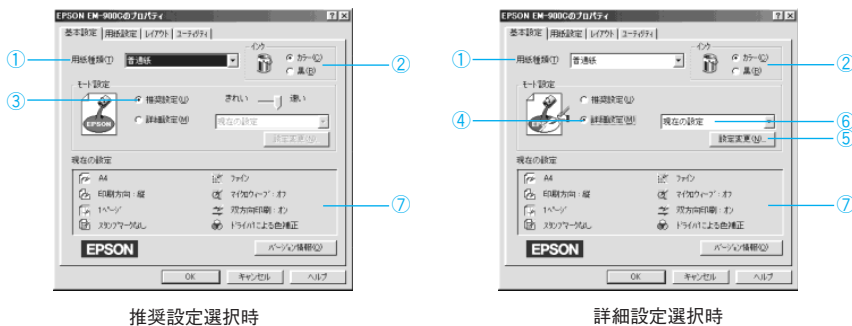 EPSON EM-900Cのプロパティ
基本設定 用紙設定 レイアウト ユーティリティ
① 用紙種類(T) 普通紙
インク
カラー(C)
黒(B)
②
モード設定
③ 推奨設定(U) きれい 速い
詳細設定(M) 現在の設定
設定変更(N)...
EPSON
現在の設定
A4 ファイン
印刷方向：縦 マイクロウィーブ：オフ
1ページ 双方向印刷：オン
スタンプマークなし ドライバによる色補正
⑦
EPSON バージョン情報(O)
OK キャンセル ヘルプ
推奨設定選択時
EPSON EM-900Cのプロパティ
基本設定 用紙設定 レイアウト ユーティリティ
① 用紙種類(T) 普通紙
インク
カラー(C)
黒(B)
②
モード設定
推奨設定(U)
④ 詳細設定(M) 現在の設定 ⑥
設定変更(N)... ⑤
EPSON
現在の設定
A4 ファイン
印刷方向：縦 マイクロウィーブ：オフ
1ページ 双方向印刷：オン
スタンプマークなし ドライバによる色補正
⑦
EPSON バージョン情報(O)
OK キャンセル ヘルプ
詳細設定選択時